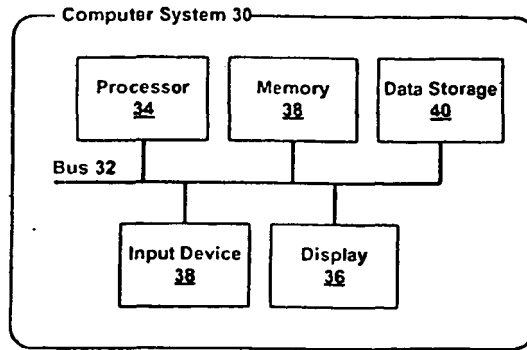 Computer System 30
Processor
34
Memory
38
Data Storage
40
Bus 32
Input Device
38
Display
36